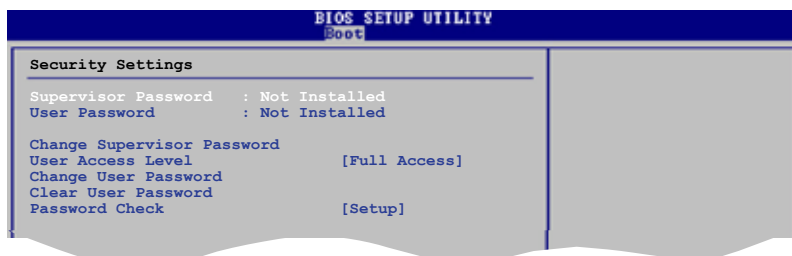 BIOS SETUP UTILITY
Boot
Security Settings
Supervisor Password : Not Installed
User Password : Not Installed
Change Supervisor Password
User Access Level [Full Access]
Change User Password
Clear User Password
Password Check [Setup]